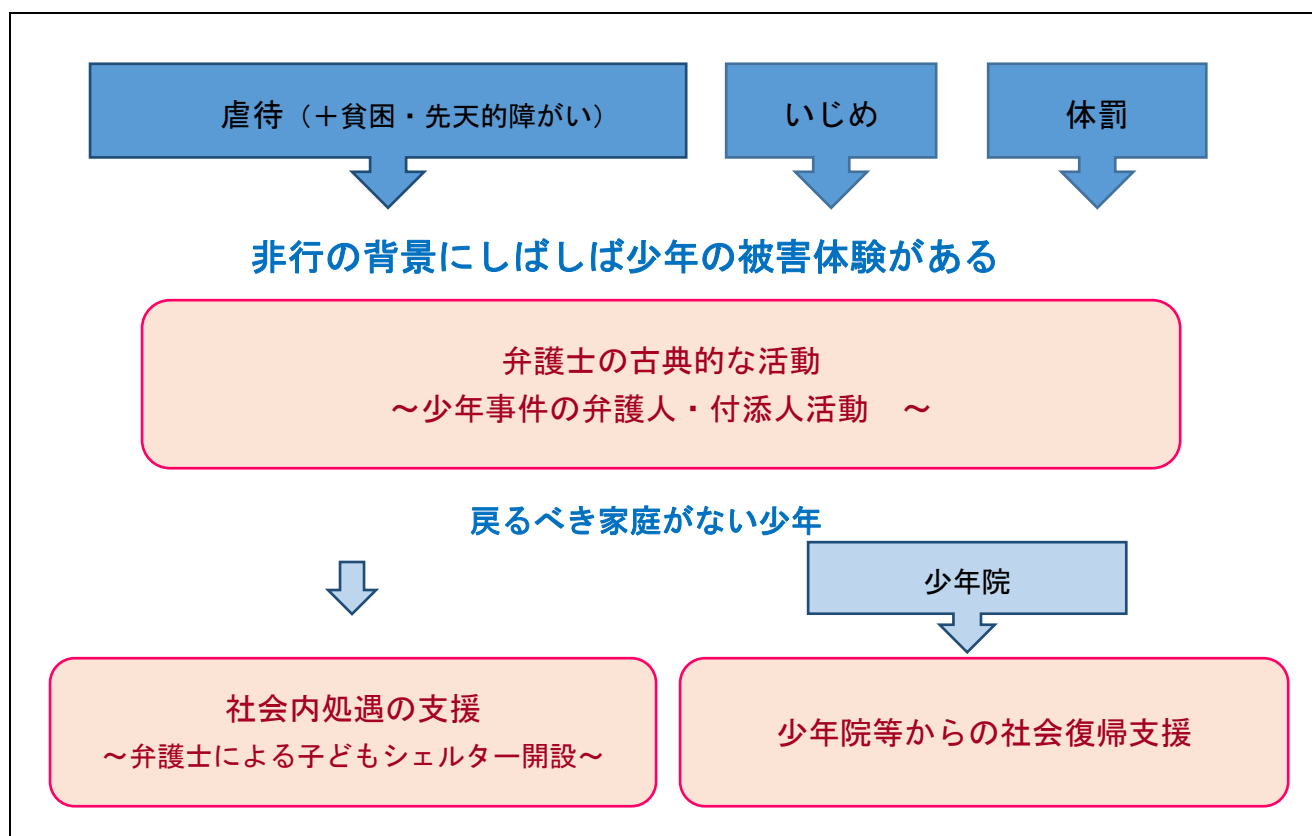 虐待（＋貧困・先天的障がい）
いじめ
体罰
非行の背景にしばしば少年の被害体験がある
弁護士の古典的な活動
～少年事件の弁護人・付添人活動　～
戻るべき家庭がない少年
少年院
社会内処遇の支援
～弁護士による子どもシェルター開設～
少年院等からの社会復帰支援